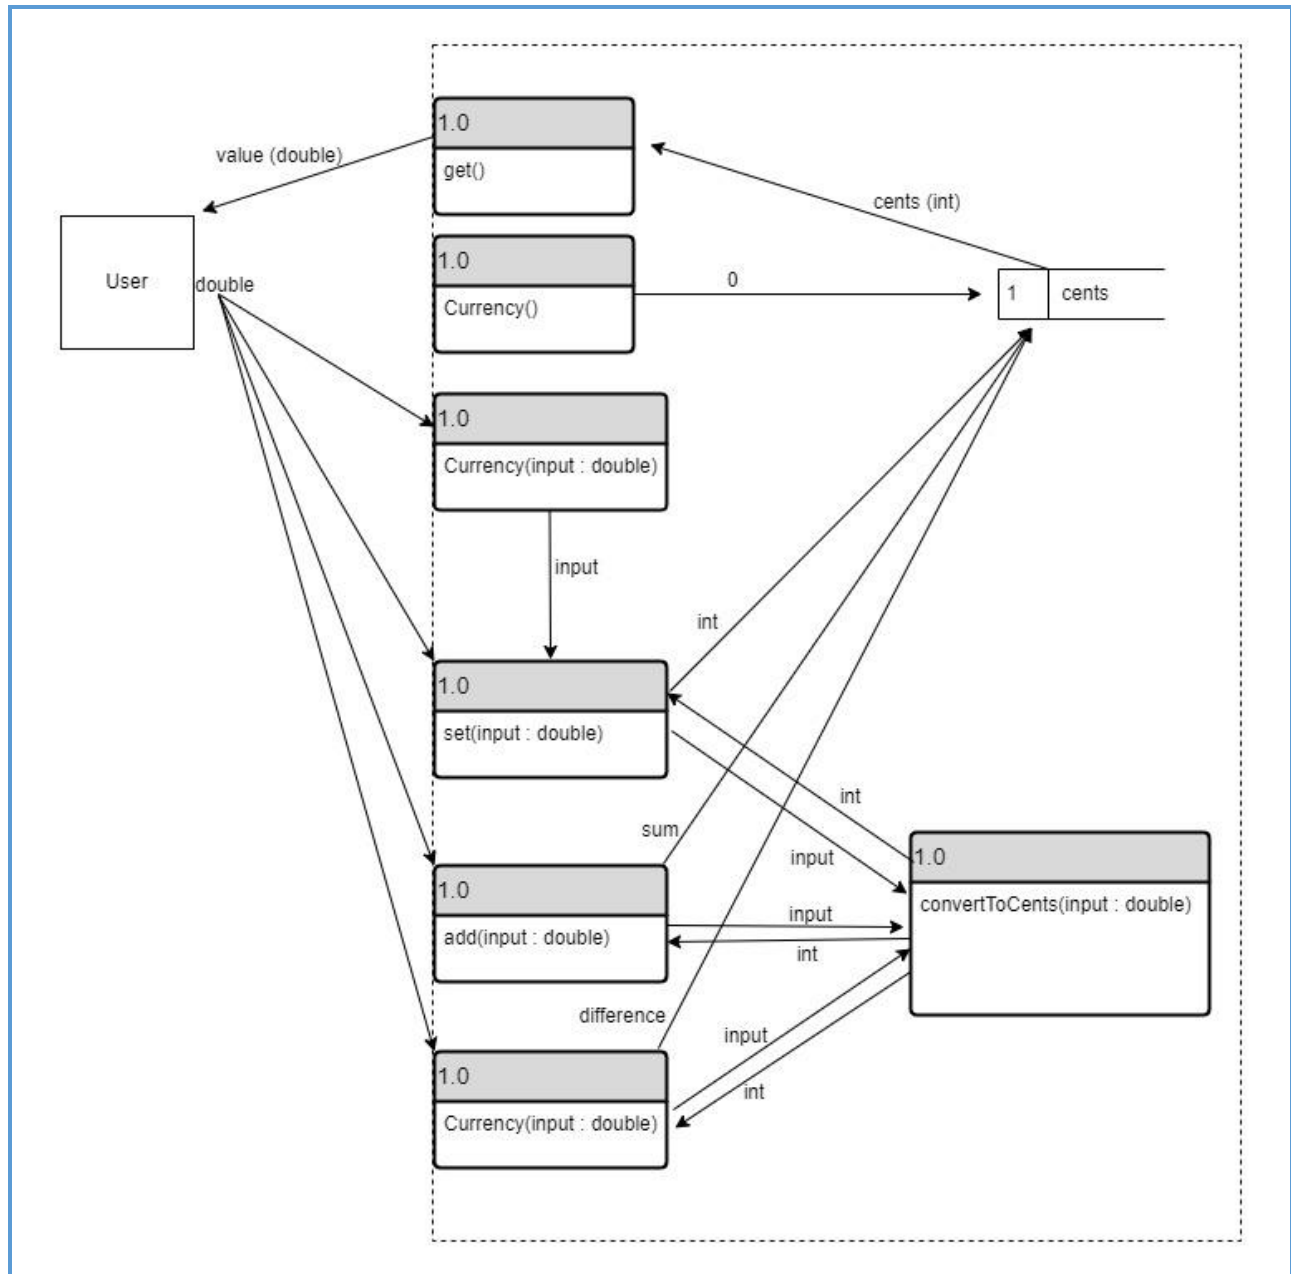 1.0
get()
value (double)
cents (int)
User
double
1.0
Currency()
0
1
cents
1.0
Currency(input : double)
input
int
1.0
set(input : double)
int
input
sum
1.0
add(input : double)
input
int
1.0
convertToCents(input : double)
difference
input
int
1.0
Currency(input : double)